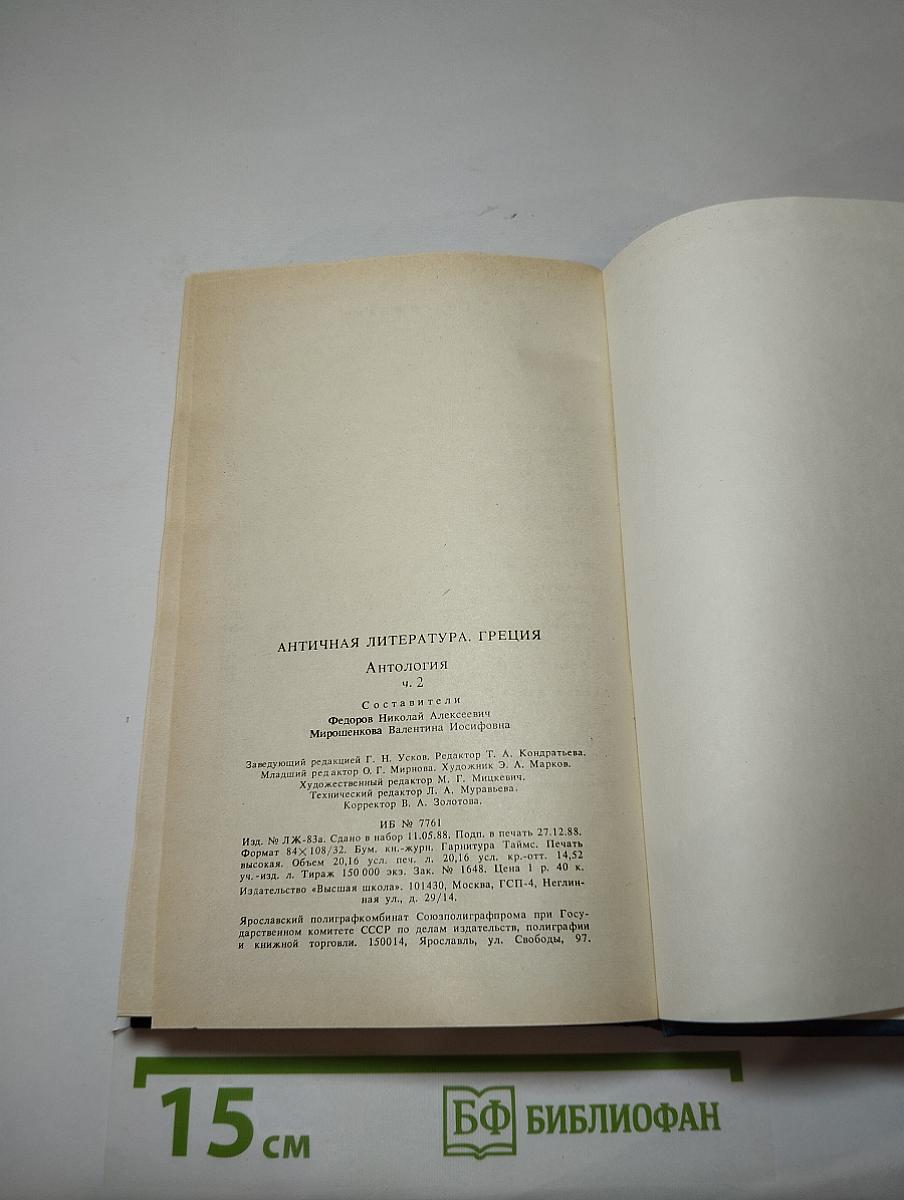 АНТИЧНАЯ ЛИТЕРАТУРА. ГРЕЦИЯ
Антология
ч. 2
Составители
Федоров Николай Алексеевич
Мирошенкова Валентина Иосифовна
Заведующий редакцией Г. Н. Усков. Редактор Т. А. Кондратьева.
Младший редактор О. Г. Мирнова. Художник Э. А. Марков.
Художественный редактор М. Г. Мицкевич.
Технический редактор Л. А. Муравьева.
Корректор В. А. Золотова.
ИБ № 7761
Изд. № ЛЖ-83а. Сдано в набор 11.05.88. Подп. в печать 27.12.88.
Формат 84×108/32. Бум. кн.-журн. Гарнитура Таймс. Печать
высокая. Объем 20,16 усл. печ. л. 20,16 усл. кр.-отт. 14,52
уч.-изд. л. Тираж 150 000 экз. Зак. № 1648. Цена 1 р. 40 к.
Издательство «Высшая школа». 101430, Москва, ГСП-4, Неглин-
ная ул., д. 29/14.
Ярославский полиграфкомбинат Союзполиграфпрома при Госу-
дарственном комитете СССР по делам издательств, полиграфии
и книжной торговли. 150014, Ярославль, ул. Свободы, 97.
15 см
БФ БИБЛИОФАН